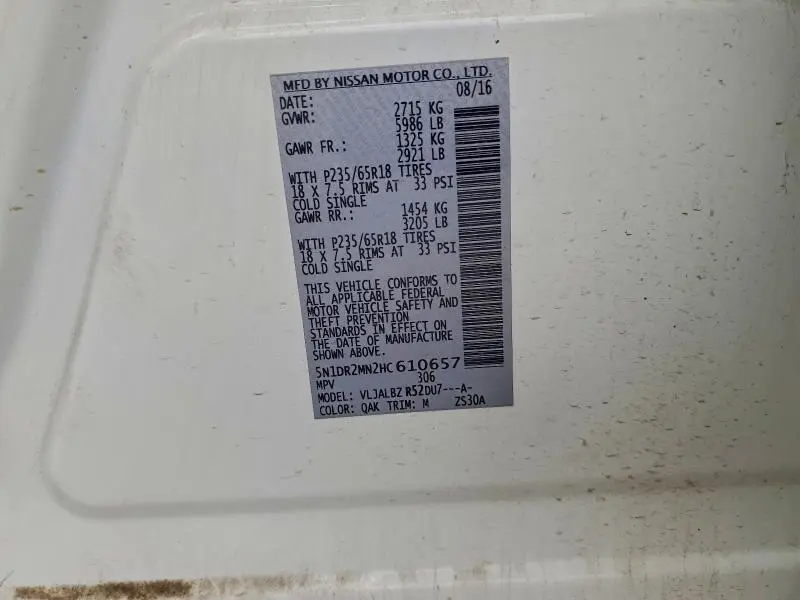 MFD BY NISSAN MOTOR CO., LTD.
DATE: 08/16
GVWR: 2715 KG
5986 LB
GAWR FR.: 1325 KG
2921 LB
WITH P235/65R18 TIRES
18 X 7.5 RIMS AT 33 PSI
COLD SINGLE
GAWR RR.: 1454 KG
3205 LB
WITH P235/65R18 TIRES
18 X 7.5 RIMS AT 33 PSI
COLD SINGLE
THIS VEHICLE CONFORMS TO
ALL APPLICABLE FEDERAL
MOTOR VEHICLE SAFETY AND
THEFT PREVENTION
STANDARDS IN EFFECT ON
THE DATE OF MANUFACTURE
SHOWN ABOVE.
5N1DR2MN2HC610657
MPV 306
MODEL: VLJALBZ R52DU7---A-
COLOR: QAK TRIM: M ZS30A